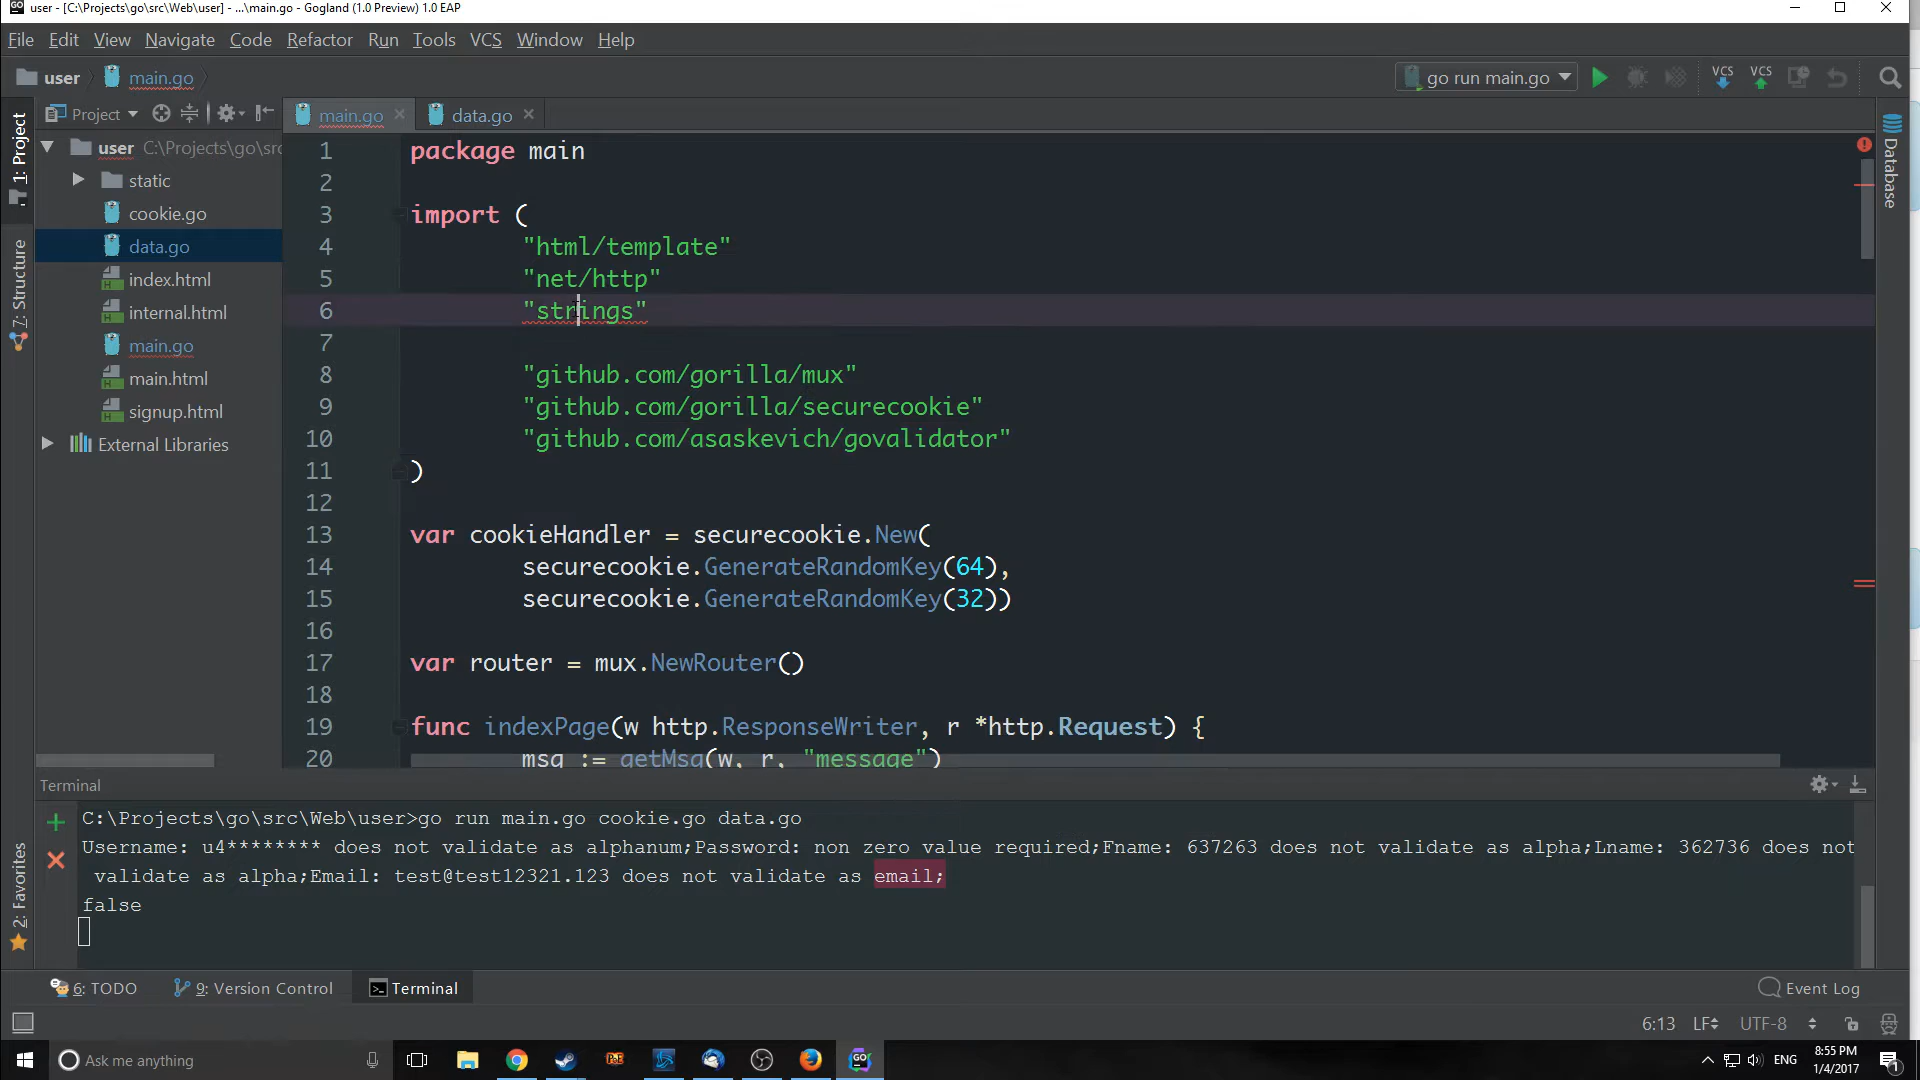 user - [C:\Projects\go\src\Web\user] - ...\main.go - Gogland (1.0 Preview) 1.0 EAP
File Edit View Navigate Code Refactor Run Tools VCS Window Help
user main.go go run main.go VCS VCS
Project main.go data.go
1: Project
7: Structure
2: Favorites
Database
user C:\Projects\go\src
static
cookie.go
data.go
index.html
internal.html
main.go
main.html
signup.html
External Libraries
1 package main
2
3 import (
4 "html/template"
5 "net/http"
6 "strings"
7
8 "github.com/gorilla/mux"
9 "github.com/gorilla/securecookie"
10 "github.com/asaskevich/govalidator"
11 )
12
13 var cookieHandler = securecookie.New(
14 securecookie.GenerateRandomKey(64),
15 securecookie.GenerateRandomKey(32))
16
17 var router = mux.NewRouter()
18
19 func indexPage(w http.ResponseWriter, r *http.Request) {
20 msg := getMsg(w, r, "message")
Terminal
C:\Projects\go\src\Web\user>go run main.go cookie.go data.go
Username: u4******** does not validate as alphanum;Password: non zero value required;Fname: 637263 does not validate as alpha;Lname: 362736 does not
validate as alpha;Email: test@test12321.123 does not validate as email;
false
6: TODO 9: Version Control Terminal Event Log
6:13 LF UTF-8
Ask me anything
ENG 8:55 PM
1/4/2017